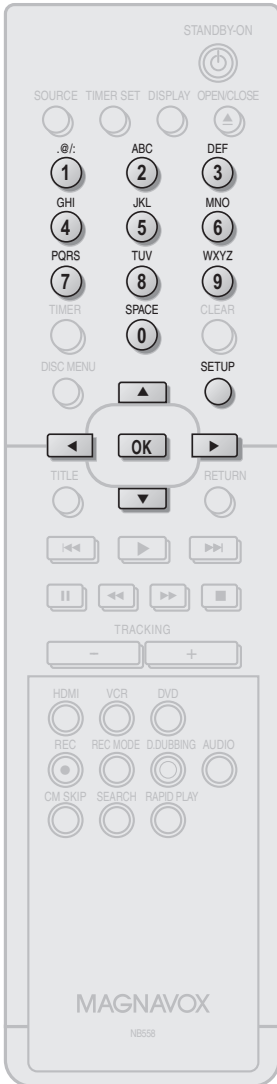 STANDBY-ON
SOURCE TIMER SET DISPLAY OPEN/CLOSE
.@/: ABC DEF
1 2 3
GHI JKL MNO
4 5 6
PQRS TUV WXYZ
7 8 9
TIMER SPACE CLEAR
0
DISC MENU SETUP
OK
TITLE RETURN
TRACKING
– +
HDMI VCR DVD
REC REC MODE D.DUBBING AUDIO
CM SKIP SEARCH RAPID PLAY
MAGNAVOX
NB558